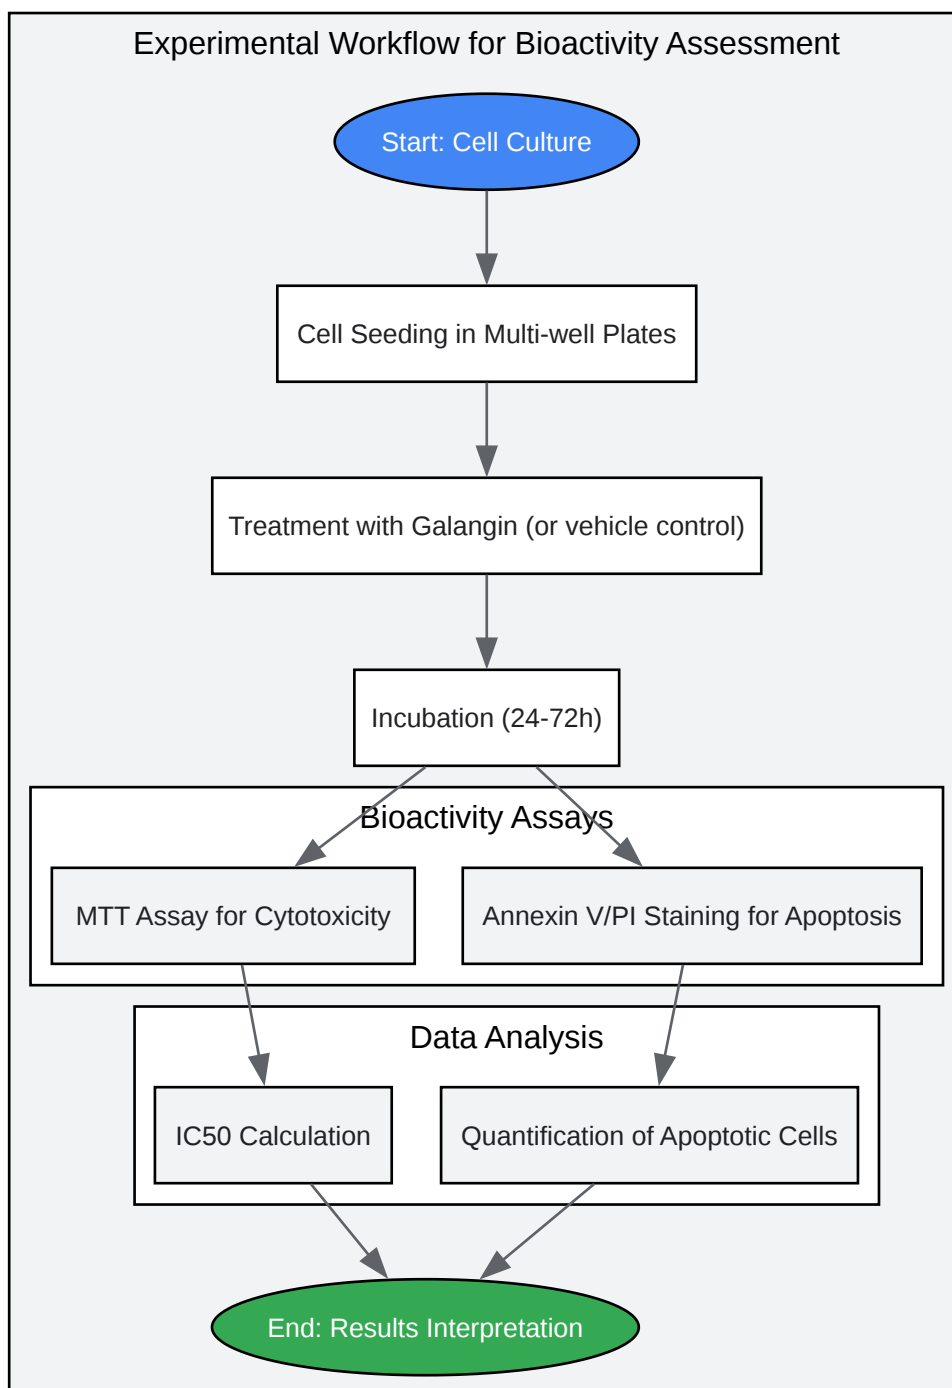 Experimental Workflow for Bioactivity Assessment
Start: Cell Culture
Cell Seeding in Multi-well Plates
Treatment with Galangin (or vehicle control)
Incubation (24-72h)
Bioactivity Assays
MTT Assay for Cytotoxicity
Annexin V/PI Staining for Apoptosis
Data Analysis
IC50 Calculation
Quantification of Apoptotic Cells
End: Results Interpretation